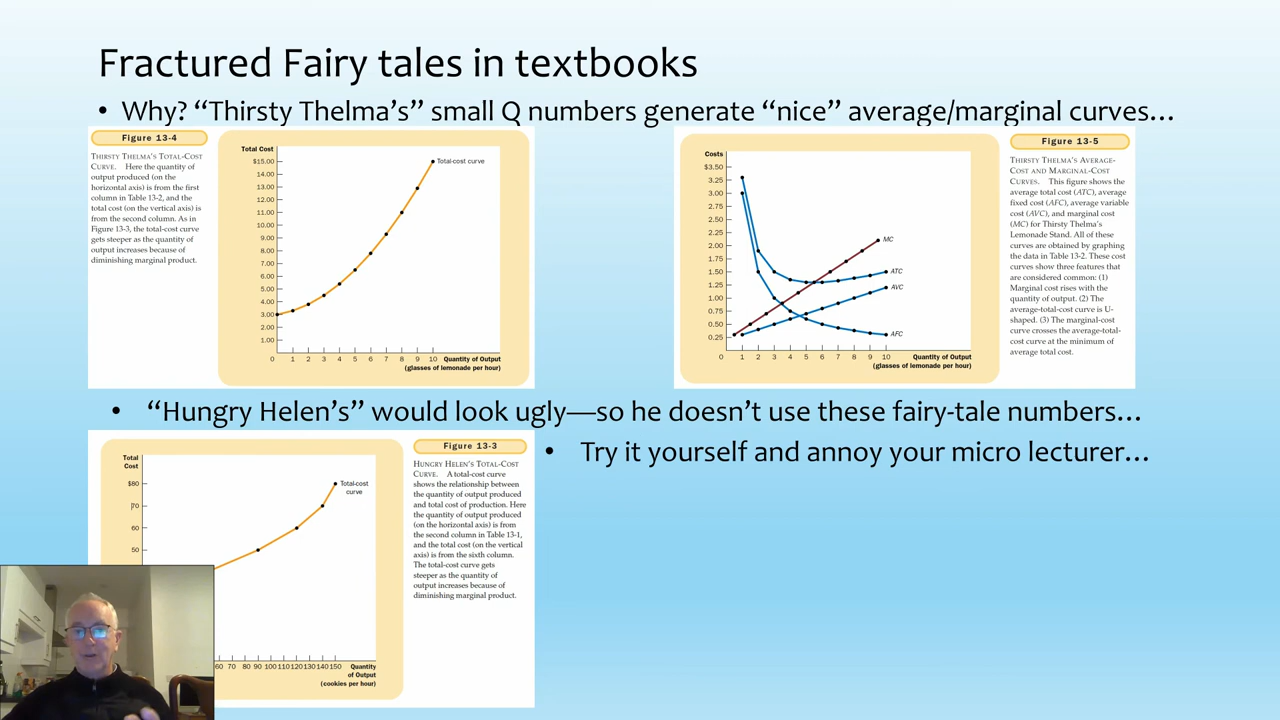 Fractured Fairy tales in textbooks
• Why? “Thirsty Thelma’s” small Q numbers generate “nice” average/marginal curves…
Figure 13-4
THIRSTY THELMA’S TOTAL-COST
CURVE. Here the quantity of
output produced (on the
horizontal axis) is from the first
column in Table 13-2, and the
total cost (on the vertical axis) is
from the second column. As in
Figure 13-3, the total-cost curve
gets steeper as the quantity of
output increases because of
diminishing marginal product.
Total Cost
$15.00
14.00
13.00
12.00
11.00
10.00
9.00
8.00
7.00
6.00
5.00
4.00
3.00
2.00
1.00
Total-cost curve
0 1 2 3 4 5 6 7 8 9 10 Quantity of Output
(glasses of lemonade per hour)
Costs
$3.50
3.25
3.00
2.75
2.50
2.25
2.00
1.75
1.50
1.25
1.00
0.75
0.50
0.25
MC
ATC
AVC
AFC
0 1 2 3 4 5 6 7 8 9 10 Quantity of Output
(glasses of lemonade per hour)
Figure 13-5
THIRSTY THELMA’S AVERAGE-
COST AND MARGINAL-COST
CURVES. This figure shows the
average total cost (ATC), average
fixed cost (AFC), average variable
cost (AVC), and marginal cost
(MC) for Thirsty Thelma’s
Lemonade Stand. All of these
curves are obtained by graphing
the data in Table 13-2. These cost
curves show three features that
are considered common: (1)
Marginal cost rises with the
quantity of output. (2) The
average-total-cost curve is U-
shaped. (3) The marginal-cost
curve crosses the average-total-
cost curve at the minimum of
average total cost.
• “Hungry Helen’s” would look ugly—so he doesn’t use these fairy-tale numbers…
Total
Cost
$80
70
60
50
Total-cost
curve
60 70 80 90 100 110 120 130 140 150 Quantity
of Output
(cookies per hour)
Figure 13-3
HUNGRY HELEN’S TOTAL-COST
CURVE. A total-cost curve
shows the relationship between
the quantity of output produced
and total cost of production. Here
the quantity of output produced
(on the horizontal axis) is from
the second column in Table 13-1,
and the total cost (on the vertical
axis) is from the sixth column.
The total-cost curve gets
steeper as the quantity of
output increases because of
diminishing marginal product.
• Try it yourself and annoy your micro lecturer…